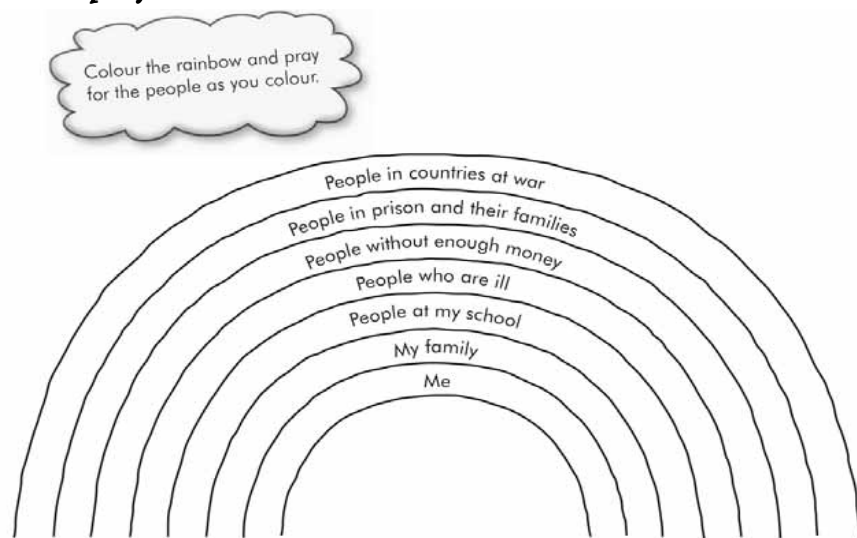 Colour the rainbow and pray
for the people as you colour.
People in countries at war
People in prison and their families
People without enough money
People who are ill
People at my school
My family
Me